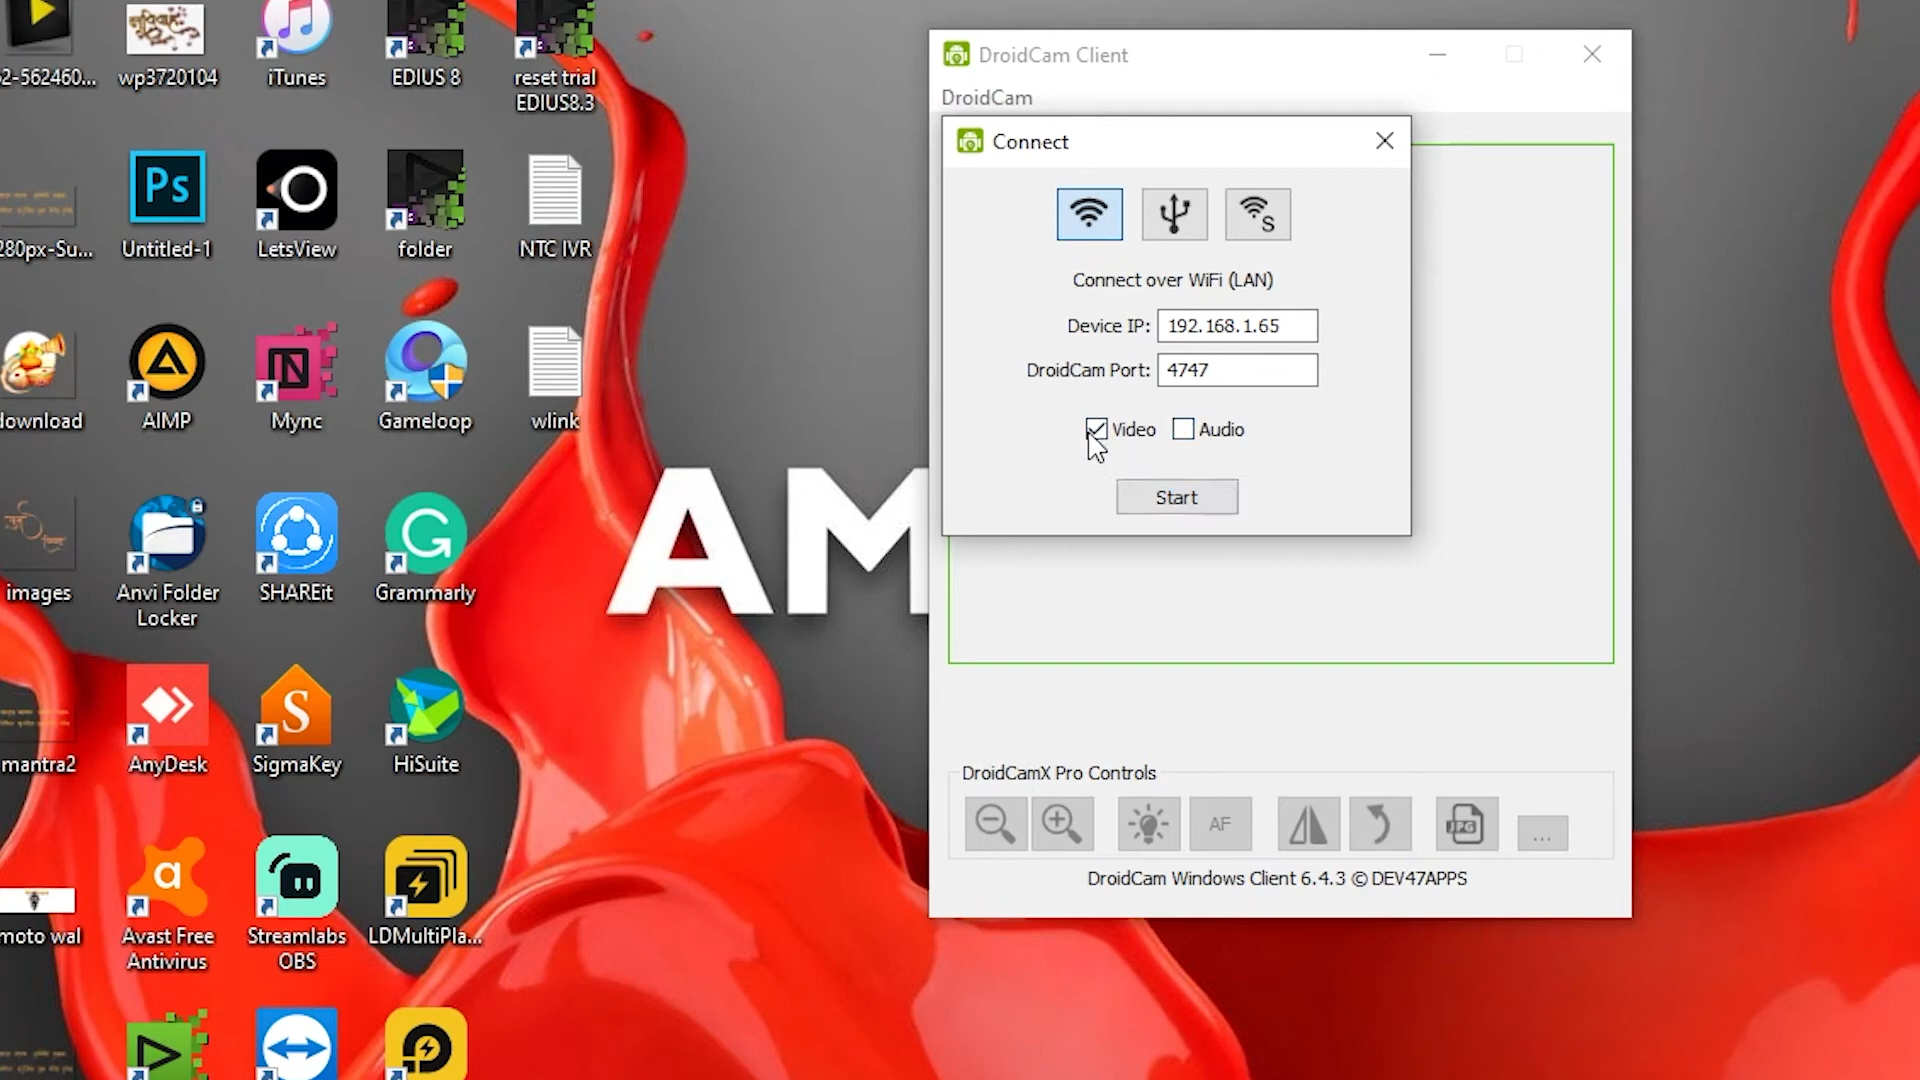 2-562460...
wp3720104
iTunes
EDIUS 8
reset trial
EDIUS8.3
Ps
280px-Su...
Untitled-1
LetsView
folder
NTC IVR
download
AIMP
Mync
Gameloop
wlink
images
Anvi Folder
Locker
SHAREit
Grammarly
mantra2
AnyDesk
SigmaKey
HiSuite
moto wal
Avast Free
Antivirus
Streamlabs
OBS
LDMultiPla...
AM
DroidCam Client
DroidCam
Connect
S
Connect over WiFi (LAN)
Device IP: 192.168.1.65
DroidCam Port: 4747
Video Audio
Start
DroidCamX Pro Controls
AF
JPG
...
DroidCam Windows Client 6.4.3 © DEV47APPS